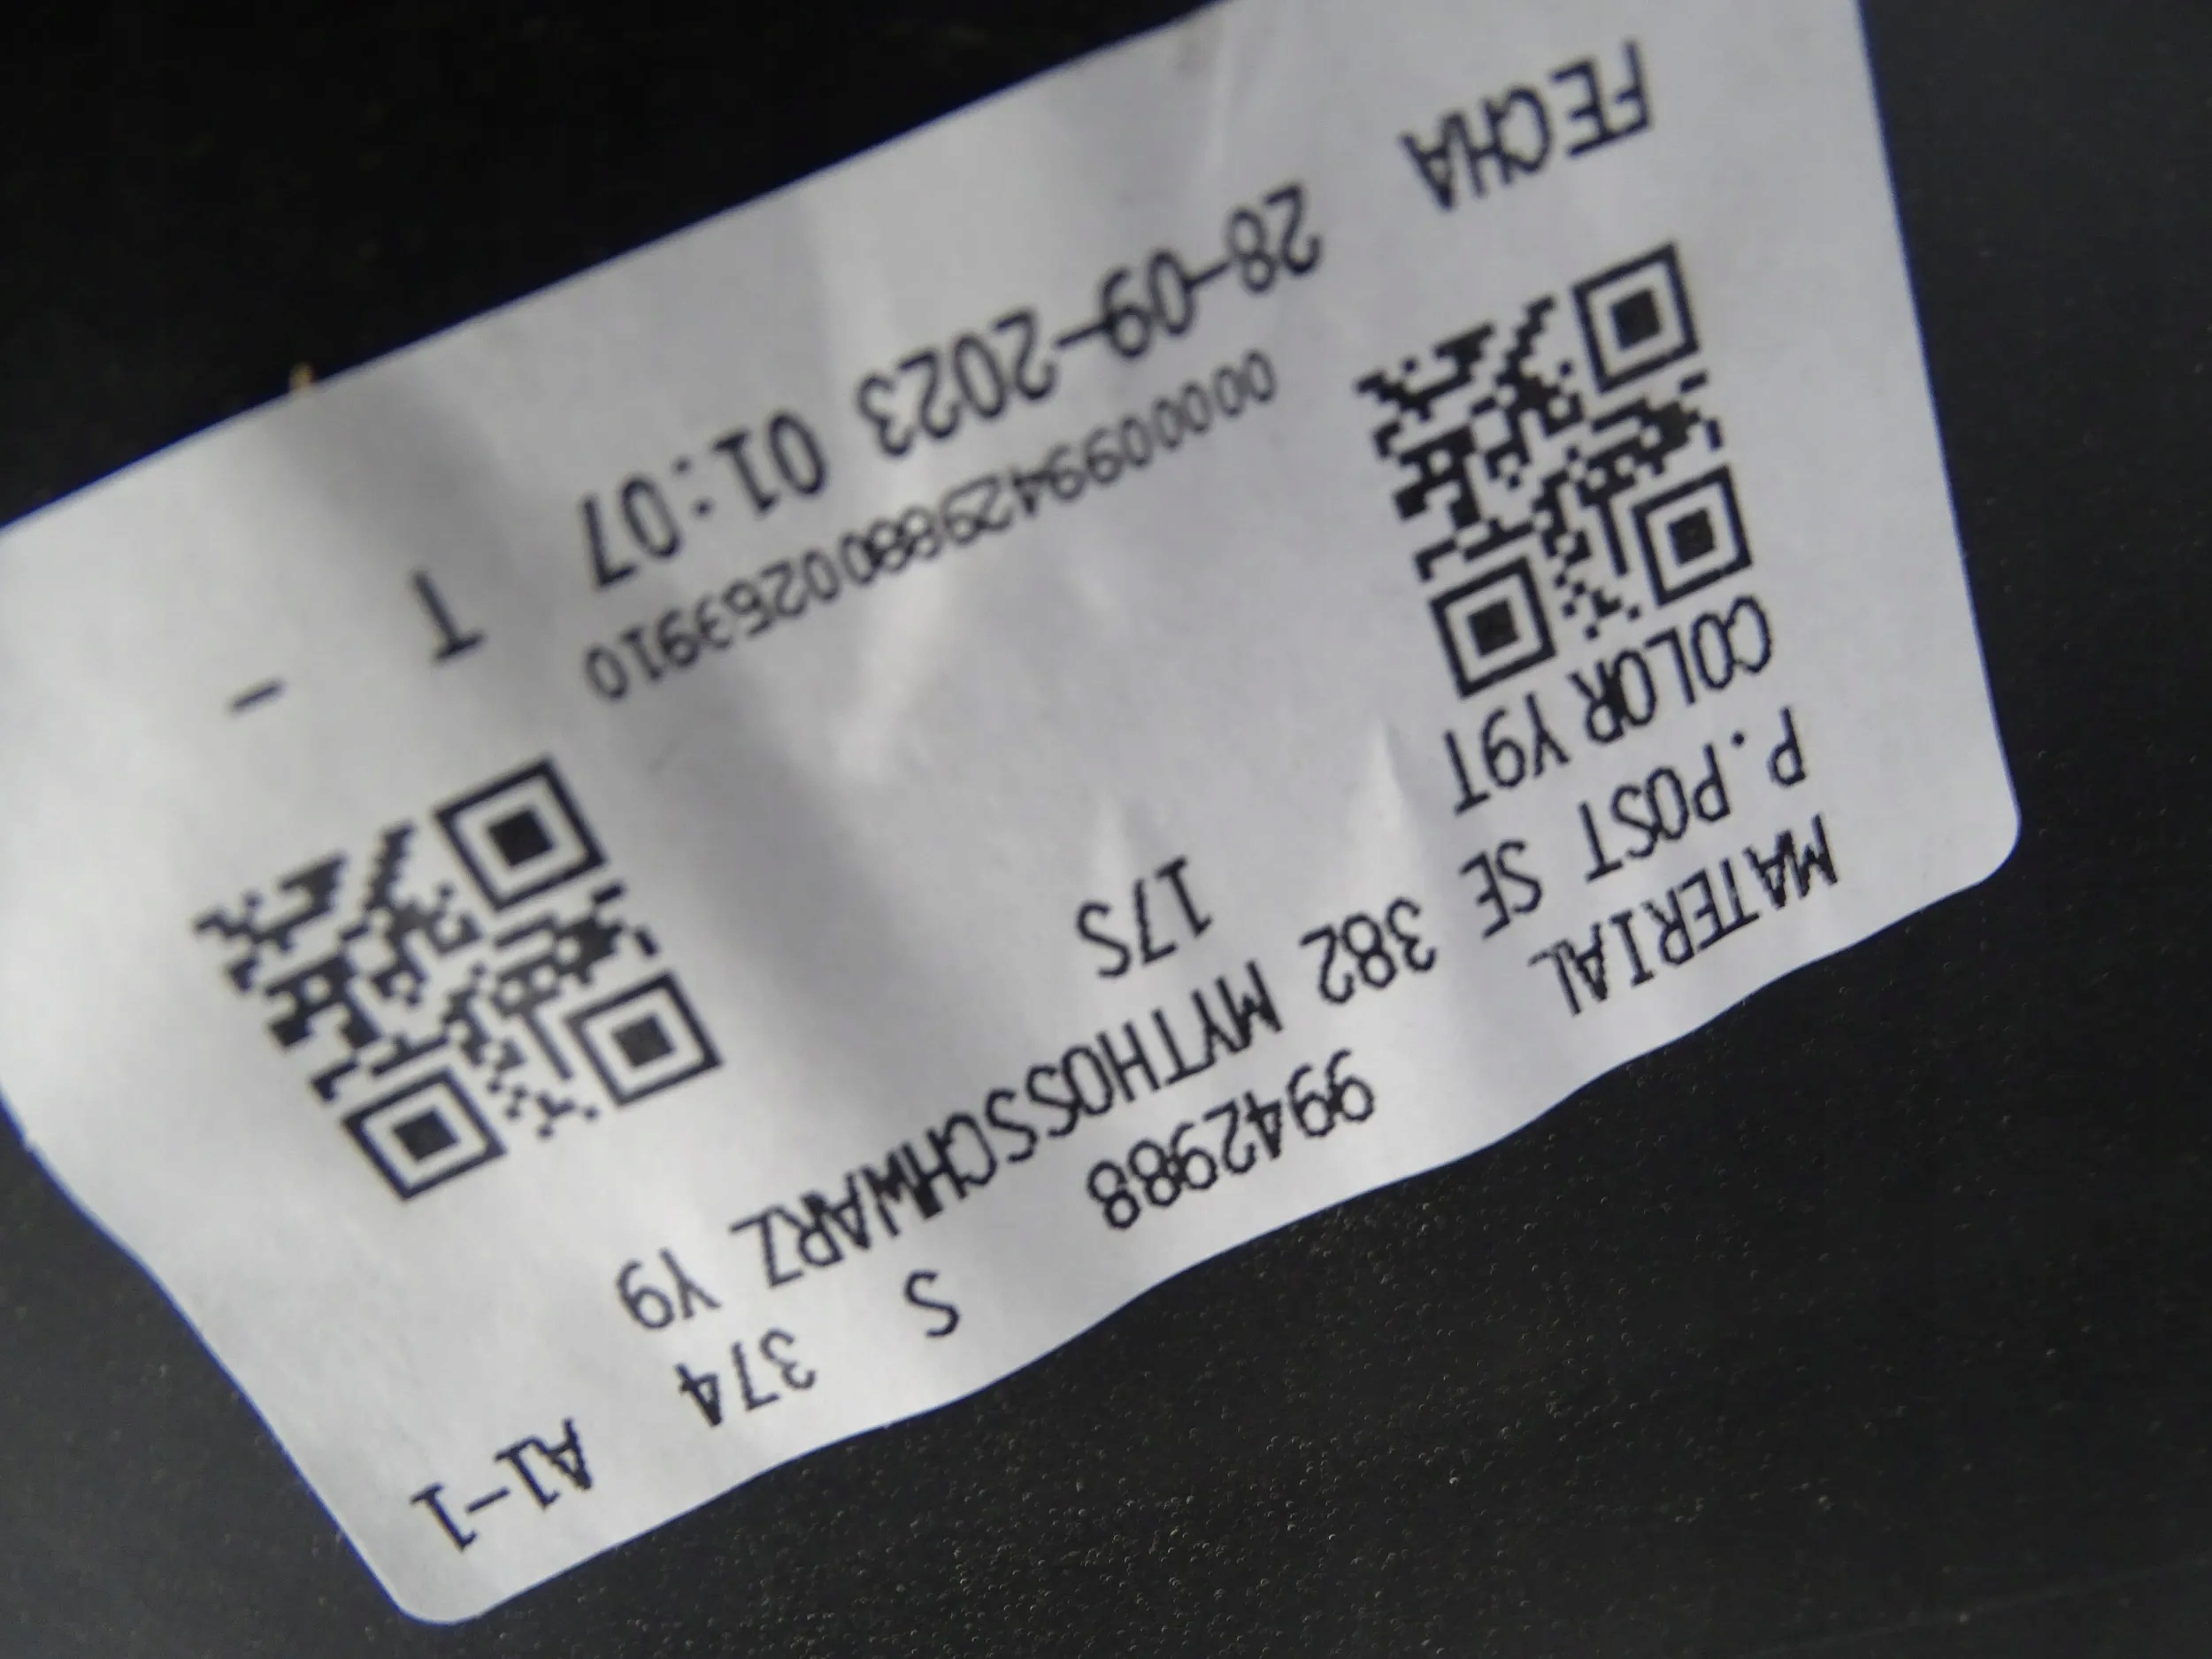 MATERIAL 9942988 S 374 A1-1
P.POST SE 382 MYTHOSSCHWARZ Y9
COLOR Y9T 17S
00000994298800263910
FECHA 28-09-2023 01:07 T -